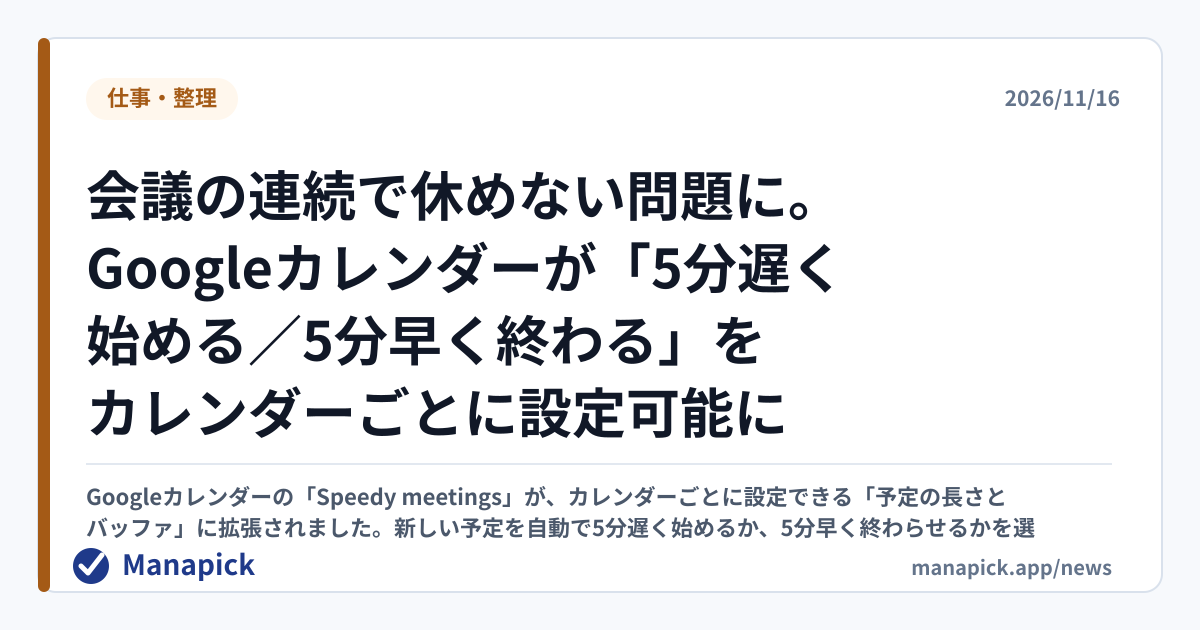 仕事・整理
2026/11/16
会議の連続で休めない問題に。
Googleカレンダーが「5分遅く
始める／5分早く終わる」を
カレンダーごとに設定可能に
Googleカレンダーの「Speedy meetings」が、カレンダーごとに設定できる「予定の長さと
バッファ」に拡張されました。新しい予定を自動で5分遅く始めるか、5分早く終わらせるかを選
Manapick
manapick.app/news